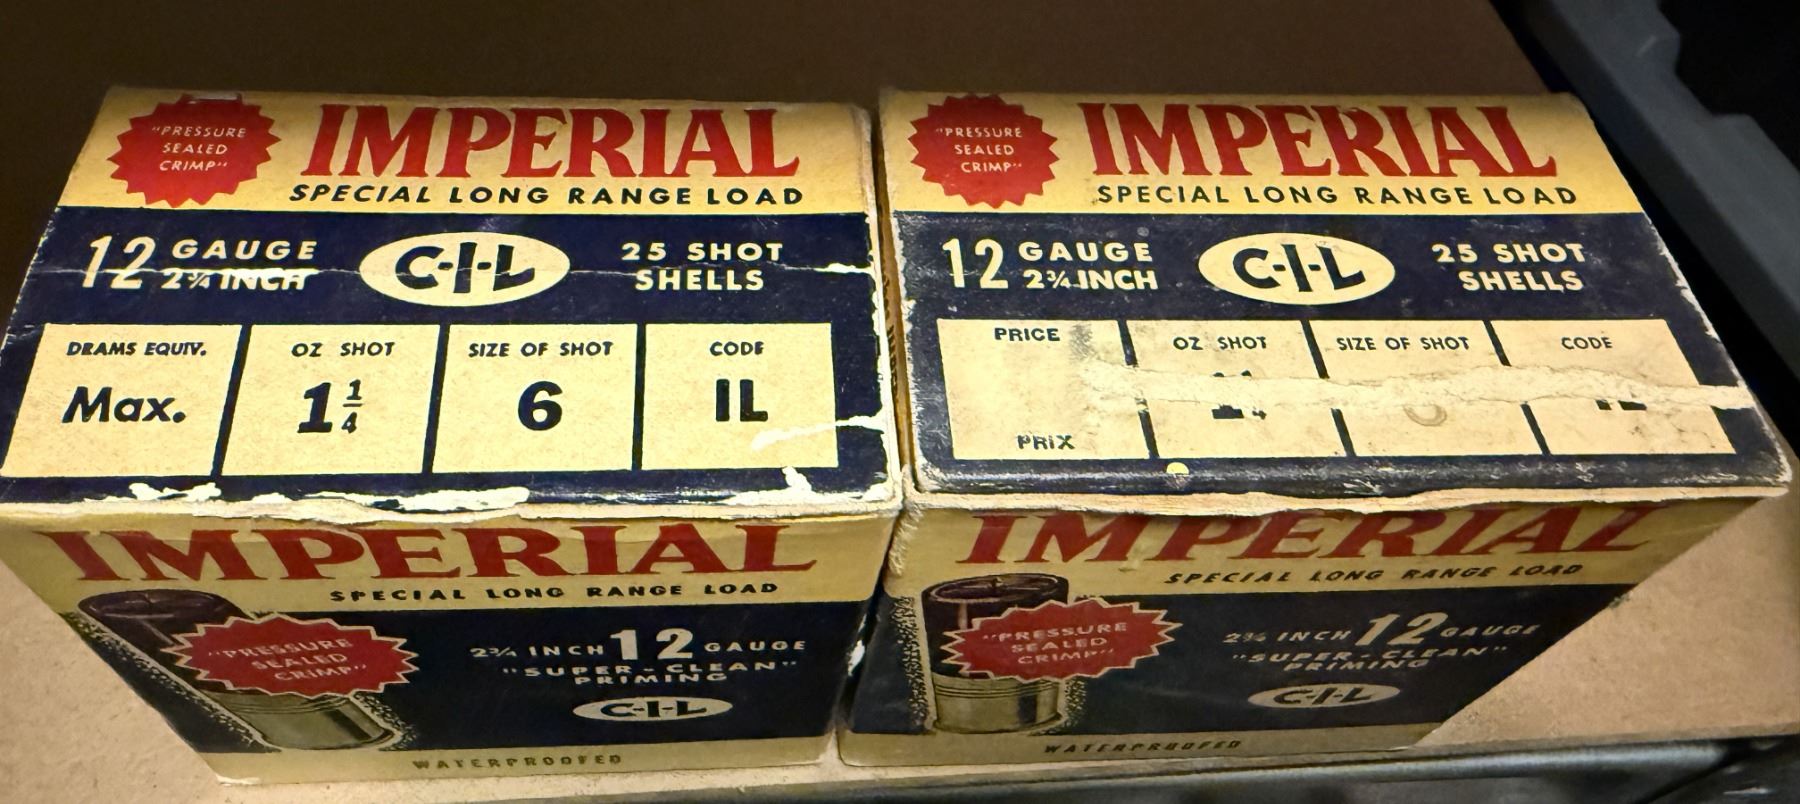 "PRESSURE
SEALED
CRIMP"
IMPERIAL
SPECIAL LONG RANGE LOAD
12 GAUGE
2¾ INCH
C-I-L
25 SHOT
SHELLS
DRAMS EQUIV.
Max.
OZ SHOT
1¼
SIZE OF SHOT
6
CODE
IL
IMPERIAL
SPECIAL LONG RANGE LOAD
"PRESSURE
SEALED
CRIMP"
2¾ INCH 12 GAUGE
"SUPER-CLEAN"
PRIMING
C-I-L
WATERPROOFED
"PRESSURE
SEALED
CRIMP"
IMPERIAL
SPECIAL LONG RANGE LOAD
12 GAUGE
2¾ INCH
C-I-L
25 SHOT
SHELLS
PRICE
PRIX
OZ SHOT
SIZE OF SHOT
CODE
IMPERIAL
SPECIAL LONG RANGE LOAD
"PRESSURE
SEALED
CRIMP"
2¾ INCH 12 GAUGE
"SUPER-CLEAN"
PRIMING
C-I-L
WATERPROOFED